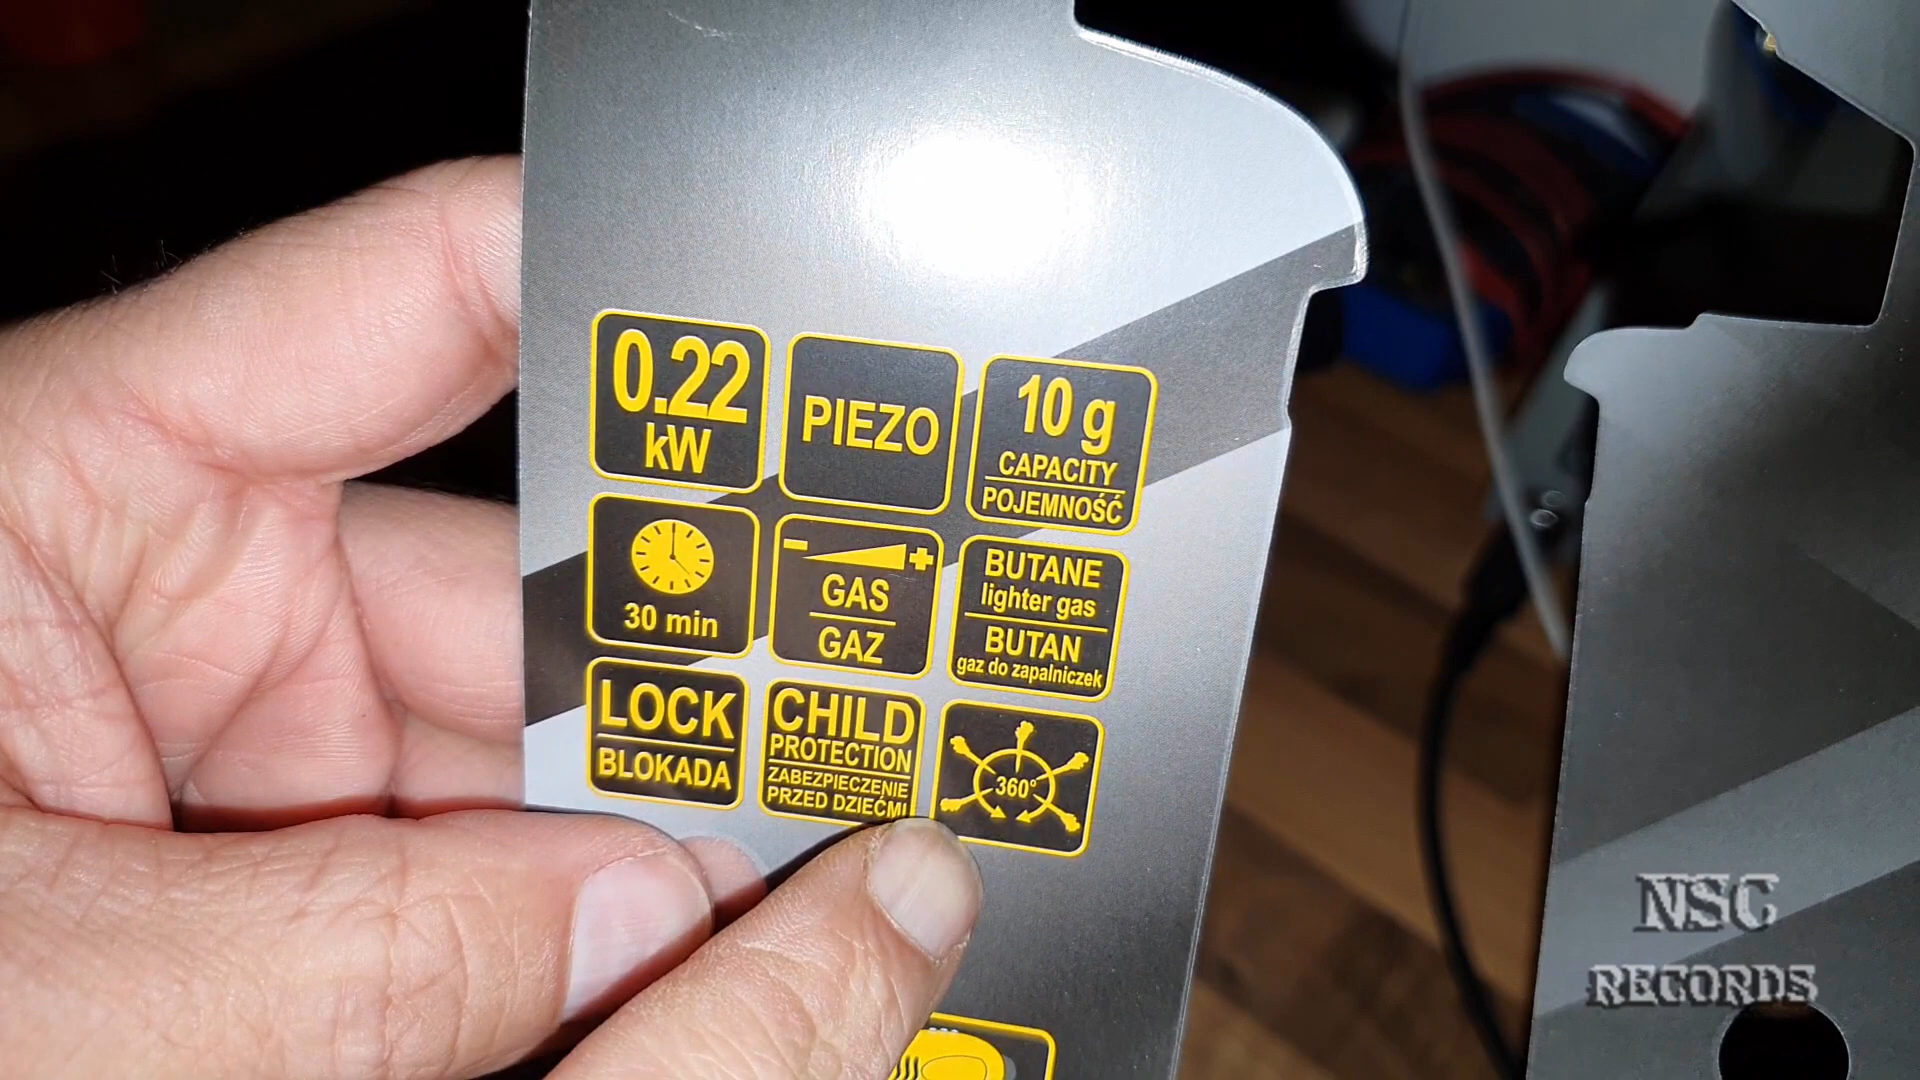 0.22
kW
PIEZO
10 g
CAPACITY
POJEMNOŚĆ
30 min
- +
GAS
GAZ
BUTANE
lighter gas
BUTAN
gaz do zapalniczek
LOCK
BLOKADA
CHILD
PROTECTION
ZABEZPIECZENIE
PRZED DZIEĆMI
360°
NSC
RECORDS